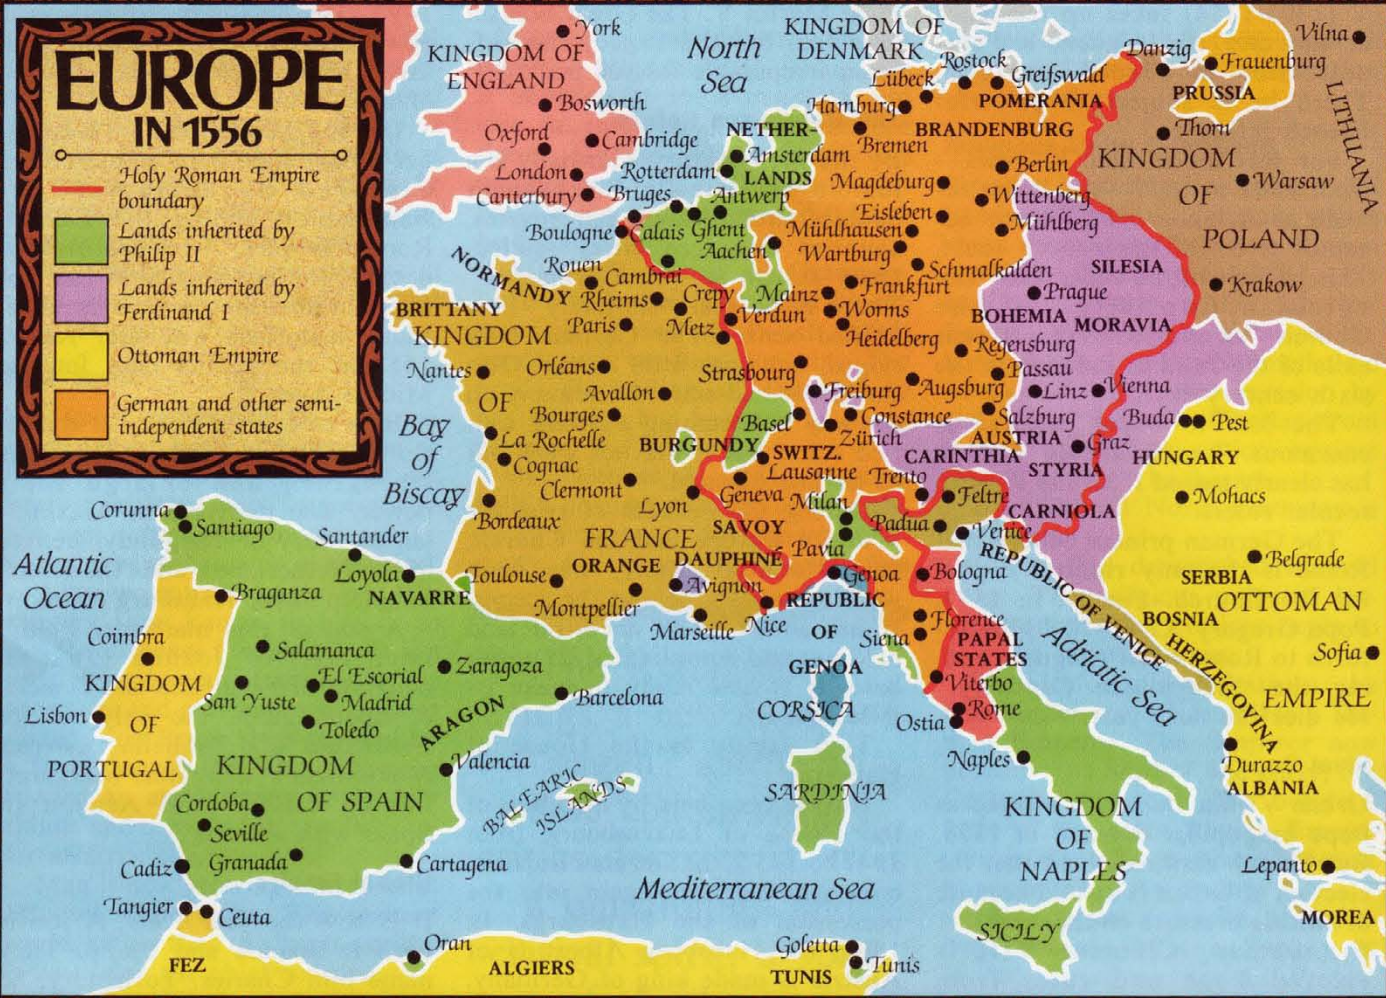 EUROPE
IN 1556
Holy Roman Empire
boundary
Lands inherited by
Philip II
Lands inherited by
Ferdinand I
Ottoman Empire
German and other semi-
independent states
York
KINGDOM OF
ENGLAND
Bosworth
Oxford
Cambridge
London
Canterbury
North
Sea
KINGDOM OF
DENMARK
Rostock
Lübeck
Greifswald
Hamburg
POMERANIA
Danzig
Frauenburg
PRUSSIA
Vilna
LITHUANIA
NETHER-
LANDS
Amsterdam
Rotterdam
Bruges
Antwerp
BRANDENBURG
Bremen
Berlin
Magdeburg
Wittenberg
Eisleben
Mühlberg
Mühlhausen
Wartburg
Schmalkalden
Thorn
KINGDOM
OF
POLAND
Warsaw
Krakow
Boulogne
Calais
Ghent
Aachen
Rouen
Cambrai
NORMANDY
Rheims
Crepy
BRITTANY
KINGDOM
OF
FRANCE
Paris
Metz
Verdun
Mainz
Frankfurt
Worms
Heidelberg
SILESIA
Prague
BOHEMIA
MORAVIA
Regensburg
Passau
Nantes
Orléans
Avallon
Bourges
Strasbourg
Freiburg
Augsburg
Linz
Vienna
Basel
Constance
Salzburg
Zürich
AUSTRIA
Graz
Buda
Pest
HUNGARY
Mohacs
BURGUNDY
SWITZ.
CARINTHIA
STYRIA
Lausanne
Trento
Geneva
Milan
Feltre
CARNIOLA
Bay
of
Biscay
La Rochelle
Cognac
Clermont
Bordeaux
Lyon
SAVOY
Padua
Venice
Pavia
DAUPHINÉ
ORANGE
Toulouse
Avignon
Montpellier
Marseille
Nice
Genoa
Bologna
REPUBLIC
OF
GENOA
REPUBLIC OF VENICE
Florence
Siena
PAPAL
STATES
Viterbo
Rome
Ostia
Adriatic Sea
Belgrade
SERBIA
BOSNIA
HERZEGOVINA
OTTOMAN
EMPIRE
Sofia
Durazzo
ALBANIA
Lepanto
MOREA
Atlantic
Ocean
Corunna
Santiago
Santander
Loyola
NAVARRE
Braganza
Coimbra
Salamanca
El Escorial
Zaragoza
San Yuste
Madrid
Toledo
ARAGON
Barcelona
KINGDOM
OF
PORTUGAL
Lisbon
KINGDOM
OF SPAIN
Valencia
Cordoba
Seville
Granada
Cadiz
Cartagena
BALEARIC
ISLANDS
CORSICA
SARDINIA
Naples
KINGDOM
OF
NAPLES
SICILY
Mediterranean Sea
Tangier
Ceuta
FEZ
Oran
ALGIERS
Goletta
Tunis
TUNIS